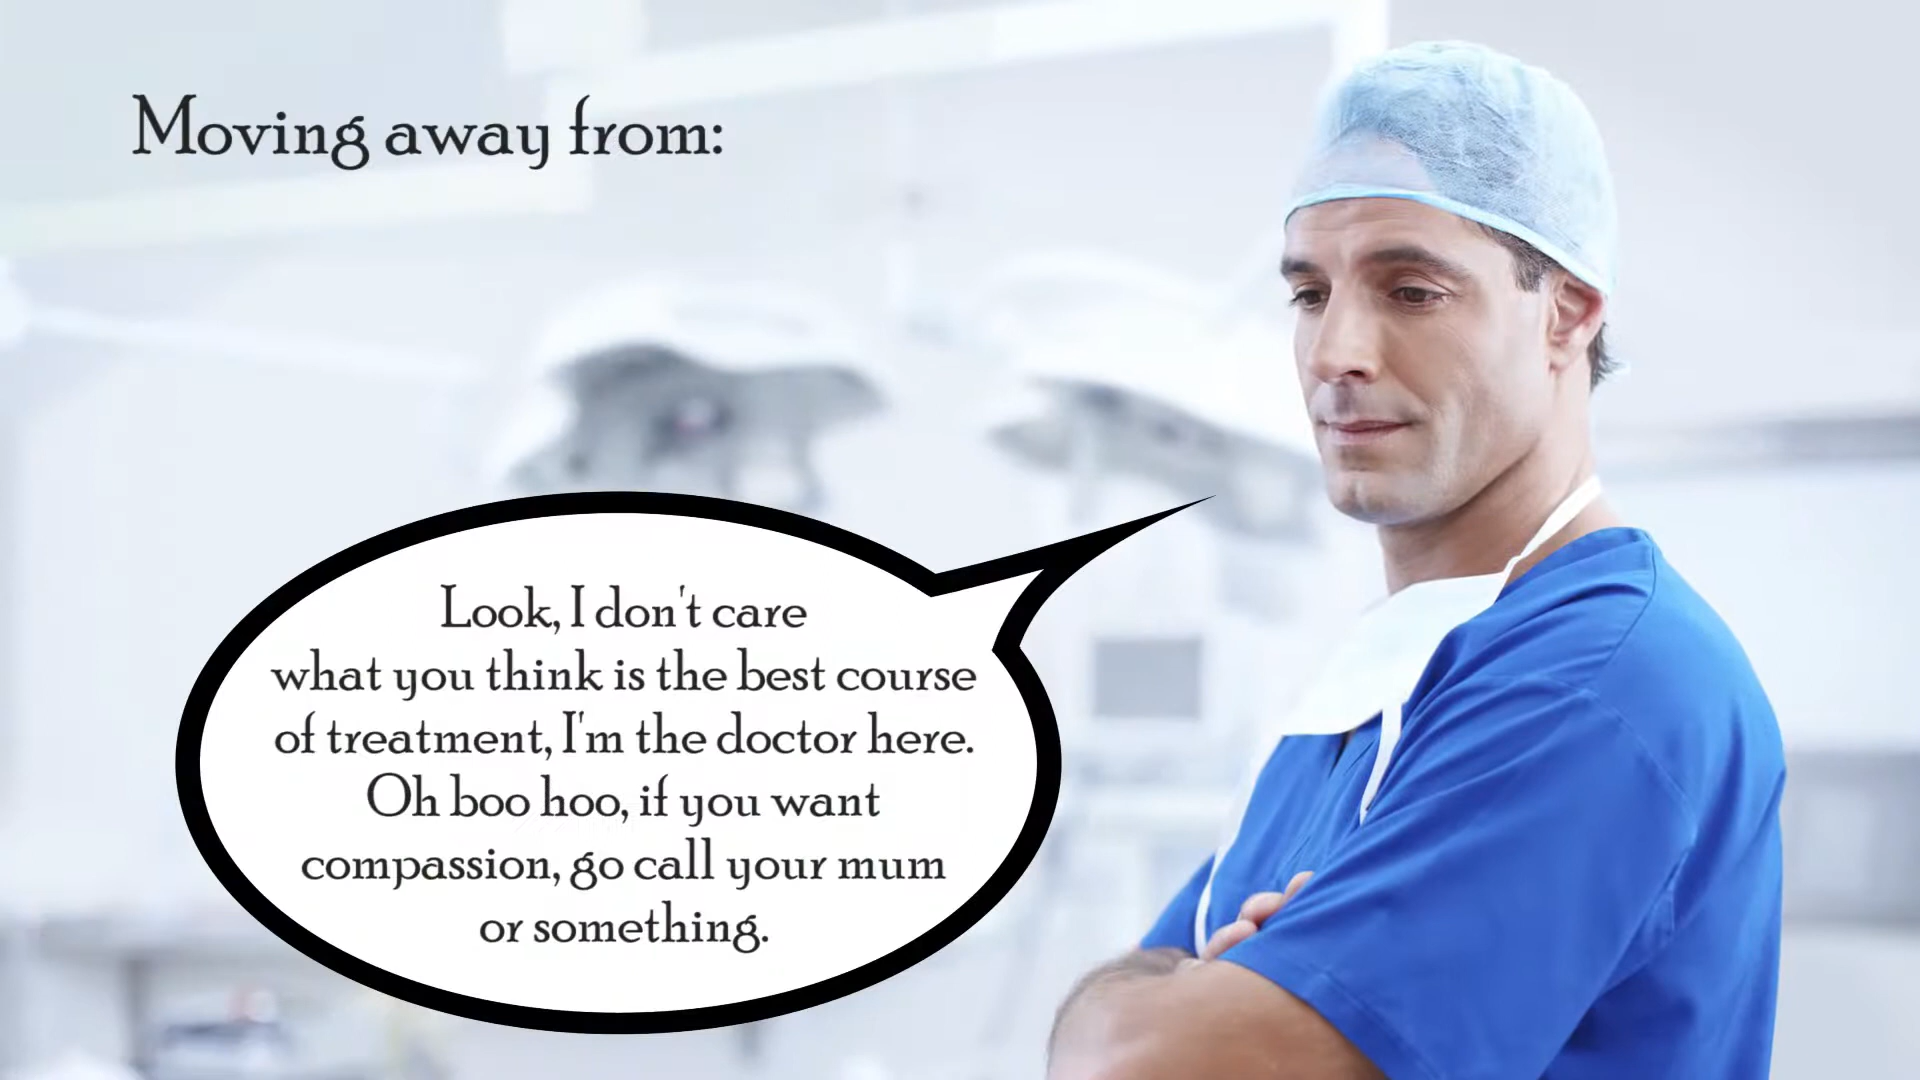 Moving away from:
Look, I don't care
what you think is the best course
of treatment, I'm the doctor here.
Oh boo hoo, if you want
compassion, go call your mum
or something.